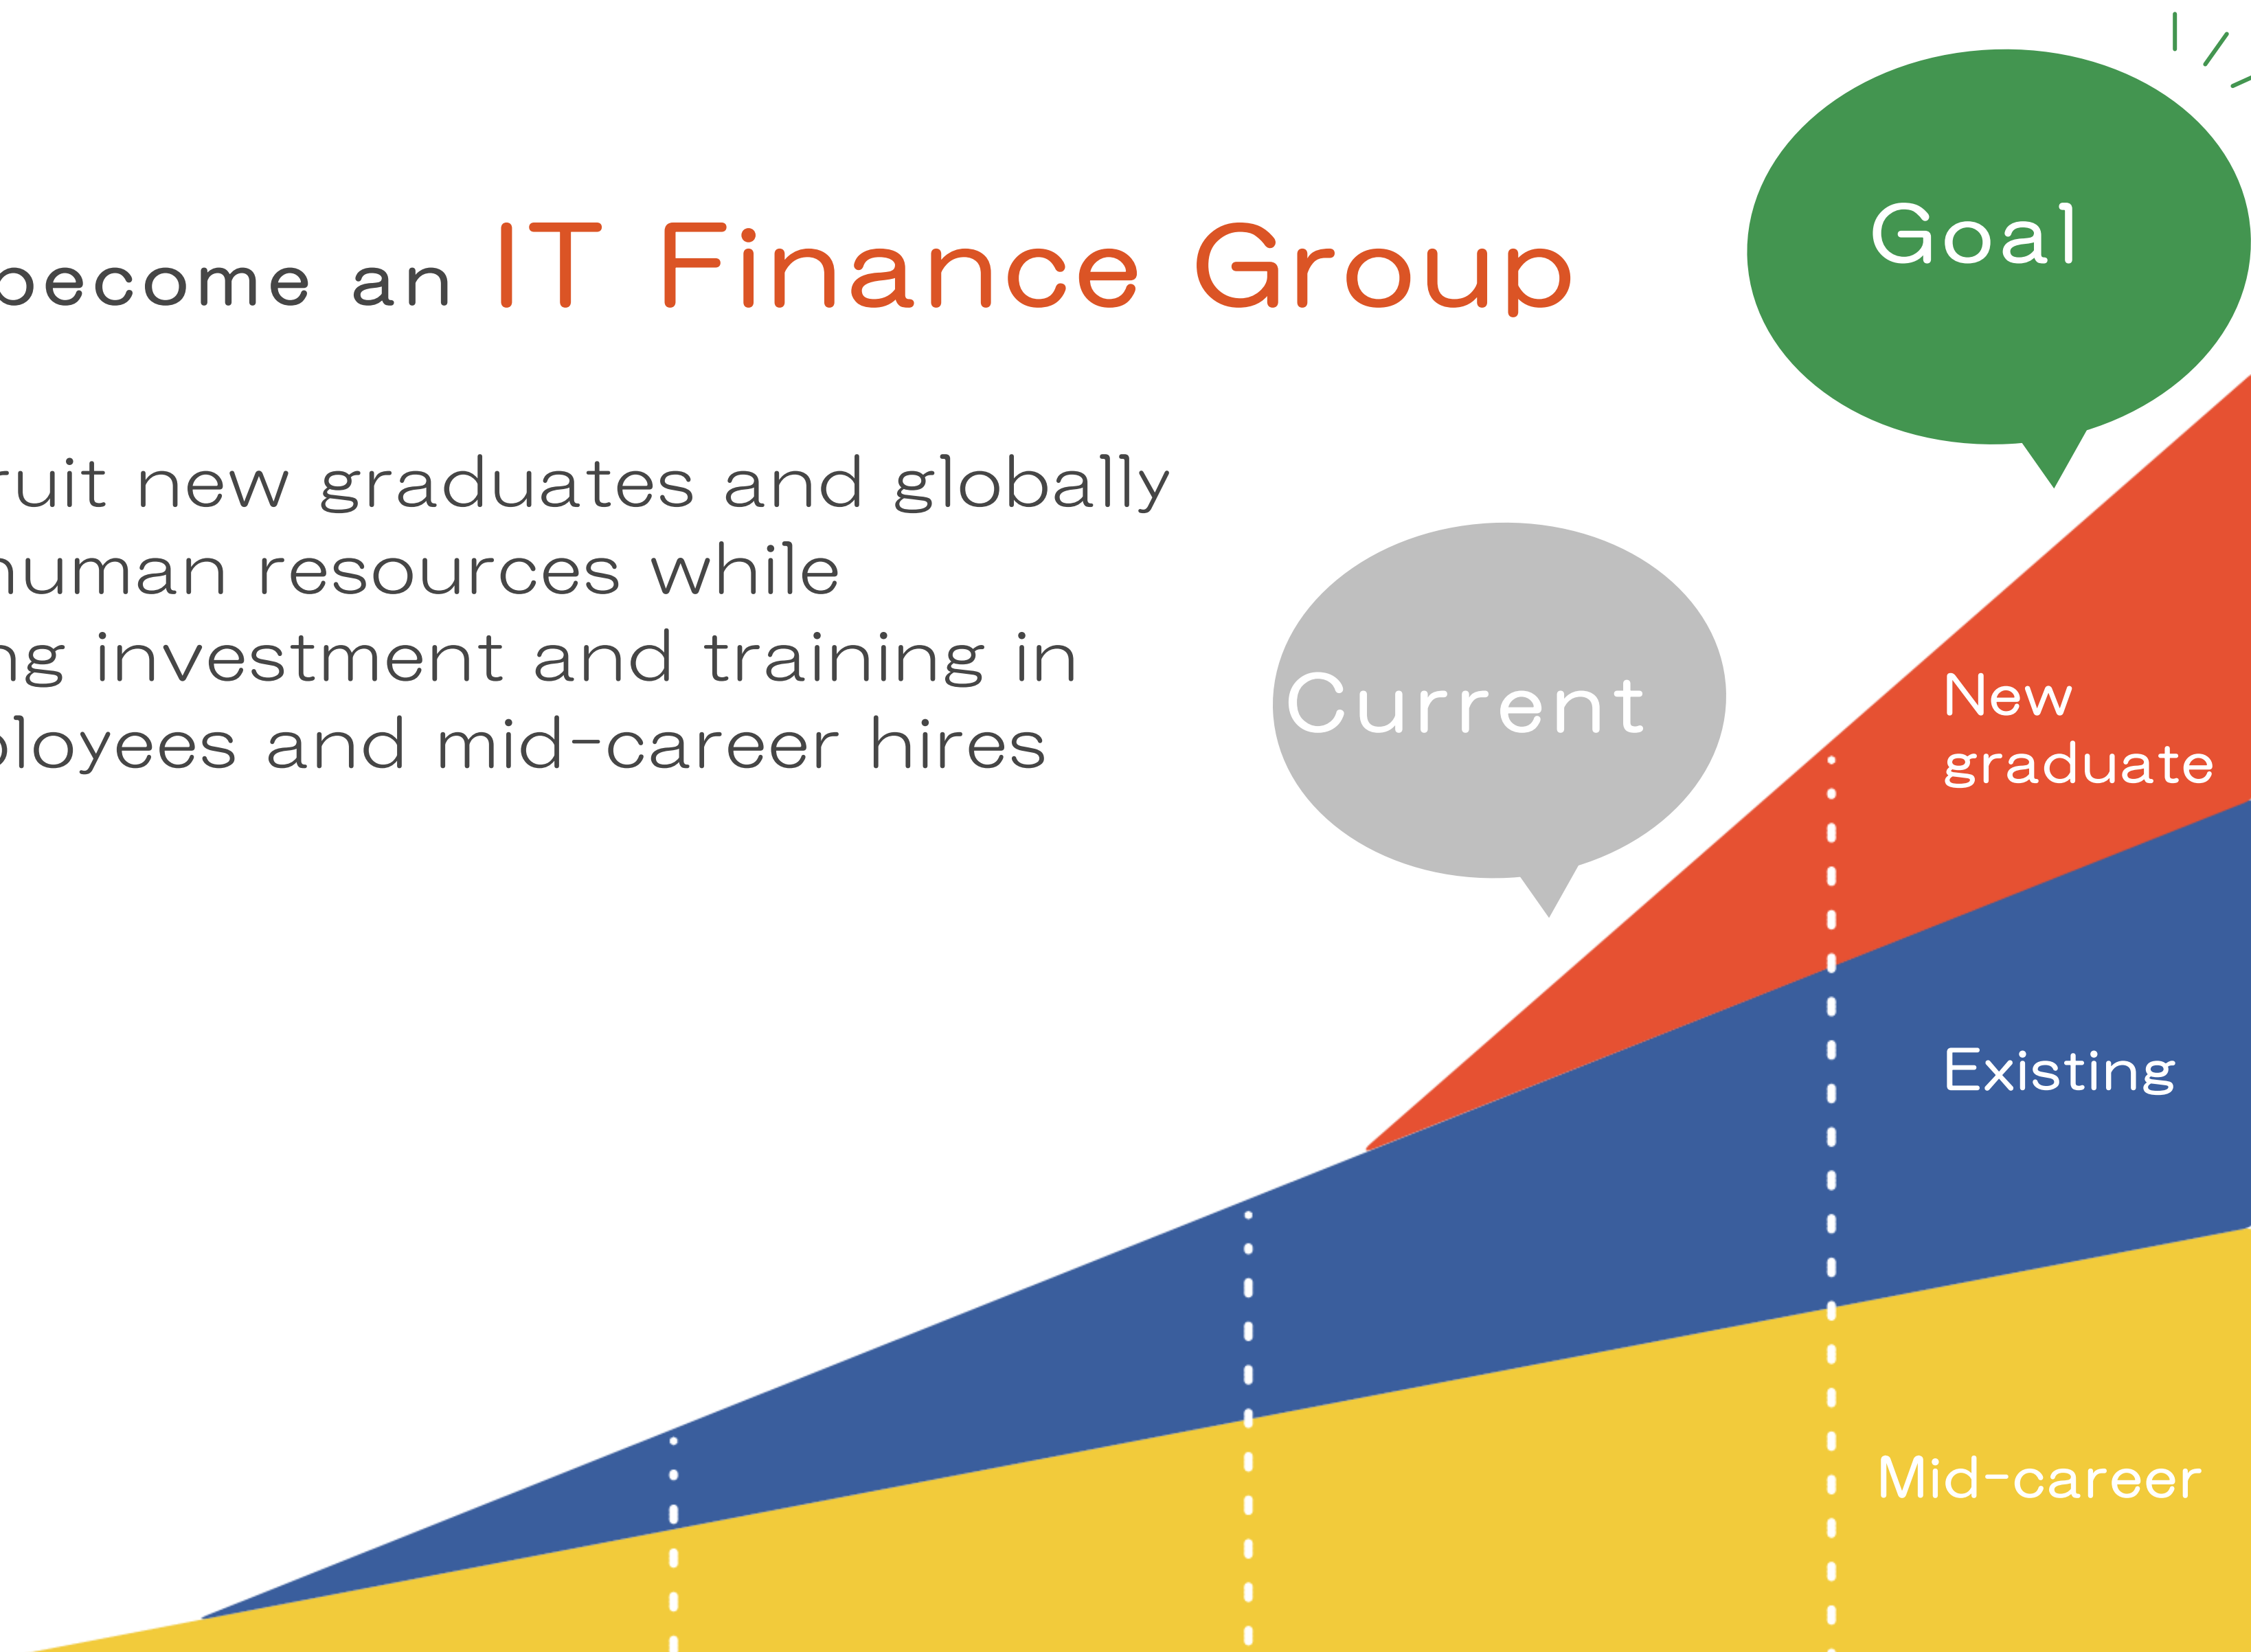 become an IT Finance Group
Goal
ruit new graduates and globally
human resources while
ng investment and training in
loyees and mid-career hires
Current
New
graduate
Existing
Mid-career